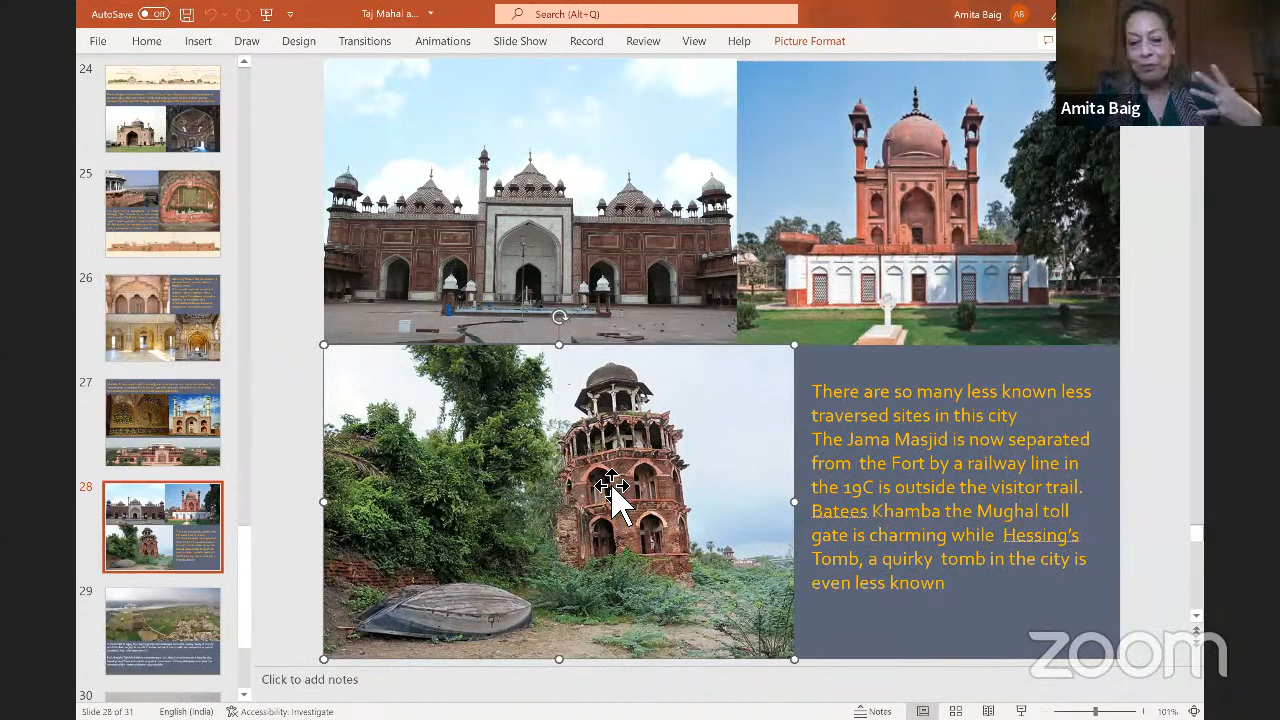 AutoSave
Off
Taj Mahal a...
Search (Alt+Q)
Amita Baig
AB
File
Home
Insert
Draw
Design
Transitions
Animations
Slide Show
Record
Review
View
Help
Picture Format
Amita Baig
24
25
26
27
28
29
30
There are so many less known less
traversed sites in this city
The Jama Masjid is now separated
from the Fort by a railway line in
the 19C is outside the visitor trail.
Batees Khamba the Mughal toll
gate is charming while Hessing's
Tomb, a quirky tomb in the city is
even less known
zoom
Click to add notes
Slide 28 of 31
English (India)
Accessibility: Investigate
Notes
101%